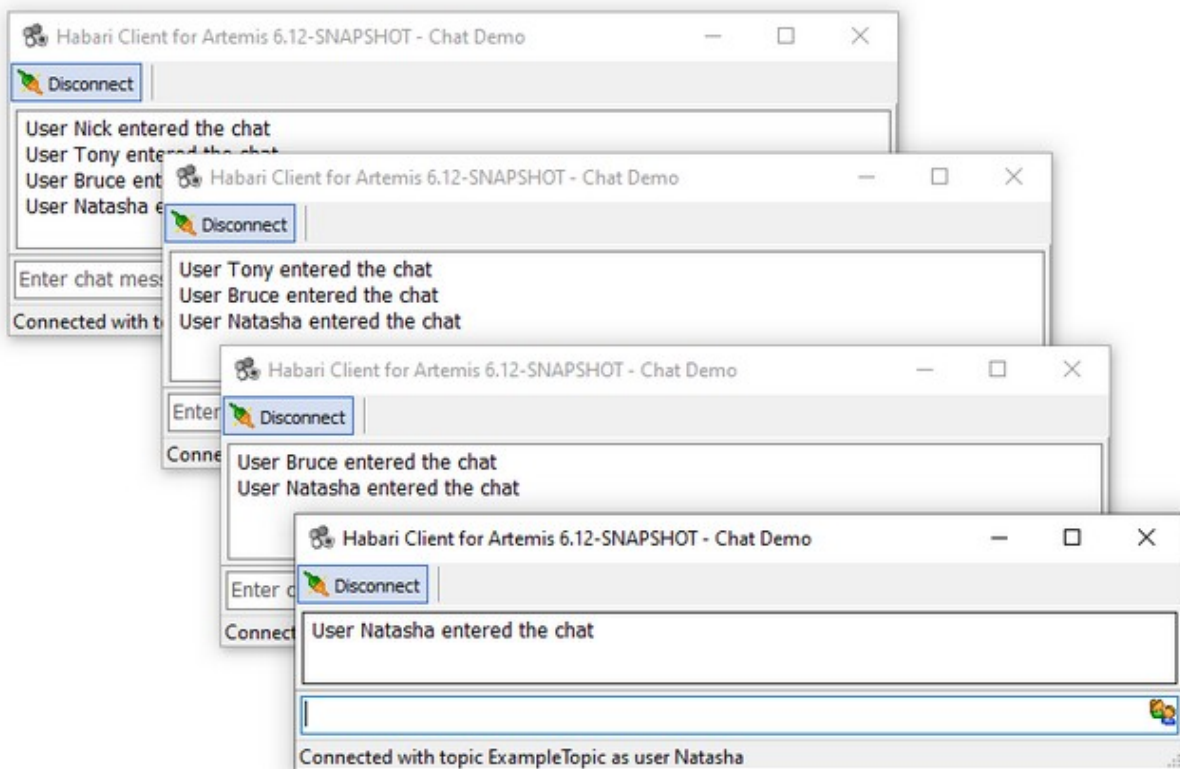 Habari Client for Artemis 6.12-SNAPSHOT - Chat Demo
Disconnect
User Nick entered the chat
User Tony entered the chat
User Bruce ent
User Natasha e
Enter chat mess
Connected with t
Habari Client for Artemis 6.12-SNAPSHOT - Chat Demo
Disconnect
User Tony entered the chat
User Bruce entered the chat
User Natasha entered the chat
Enter
Conne
Habari Client for Artemis 6.12-SNAPSHOT - Chat Demo
Disconnect
User Bruce entered the chat
User Natasha entered the chat
Enter c
Connect
Habari Client for Artemis 6.12-SNAPSHOT - Chat Demo
Disconnect
User Natasha entered the chat
Connected with topic ExampleTopic as user Natasha